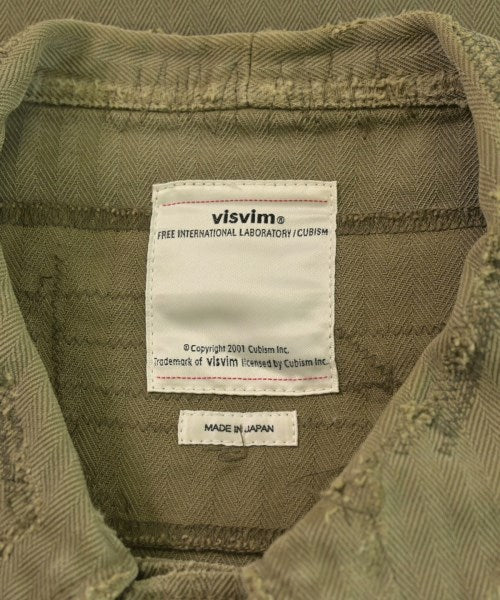 visvim®
FREE INTERNATIONAL LABORATORY / CUBISM
© Copyright 2001 Cubism Inc.
Trademark of visvim licensed by Cubism Inc.
MADE IN JAPAN